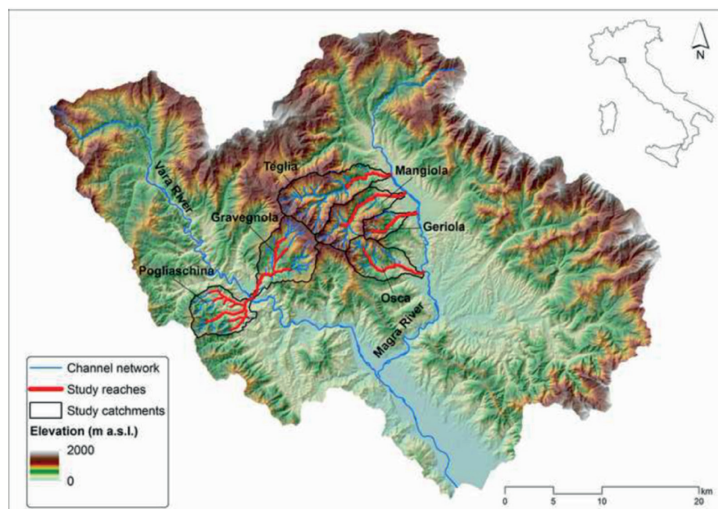 N
Teglia
Mangiola
Vara River
Gravegnola
Geriola
Pogliaschina
Osca
Magra River
Channel network
Study reaches
Study catchments
Elevation (m a.s.l.)
2000
0
km
0 5 10 20